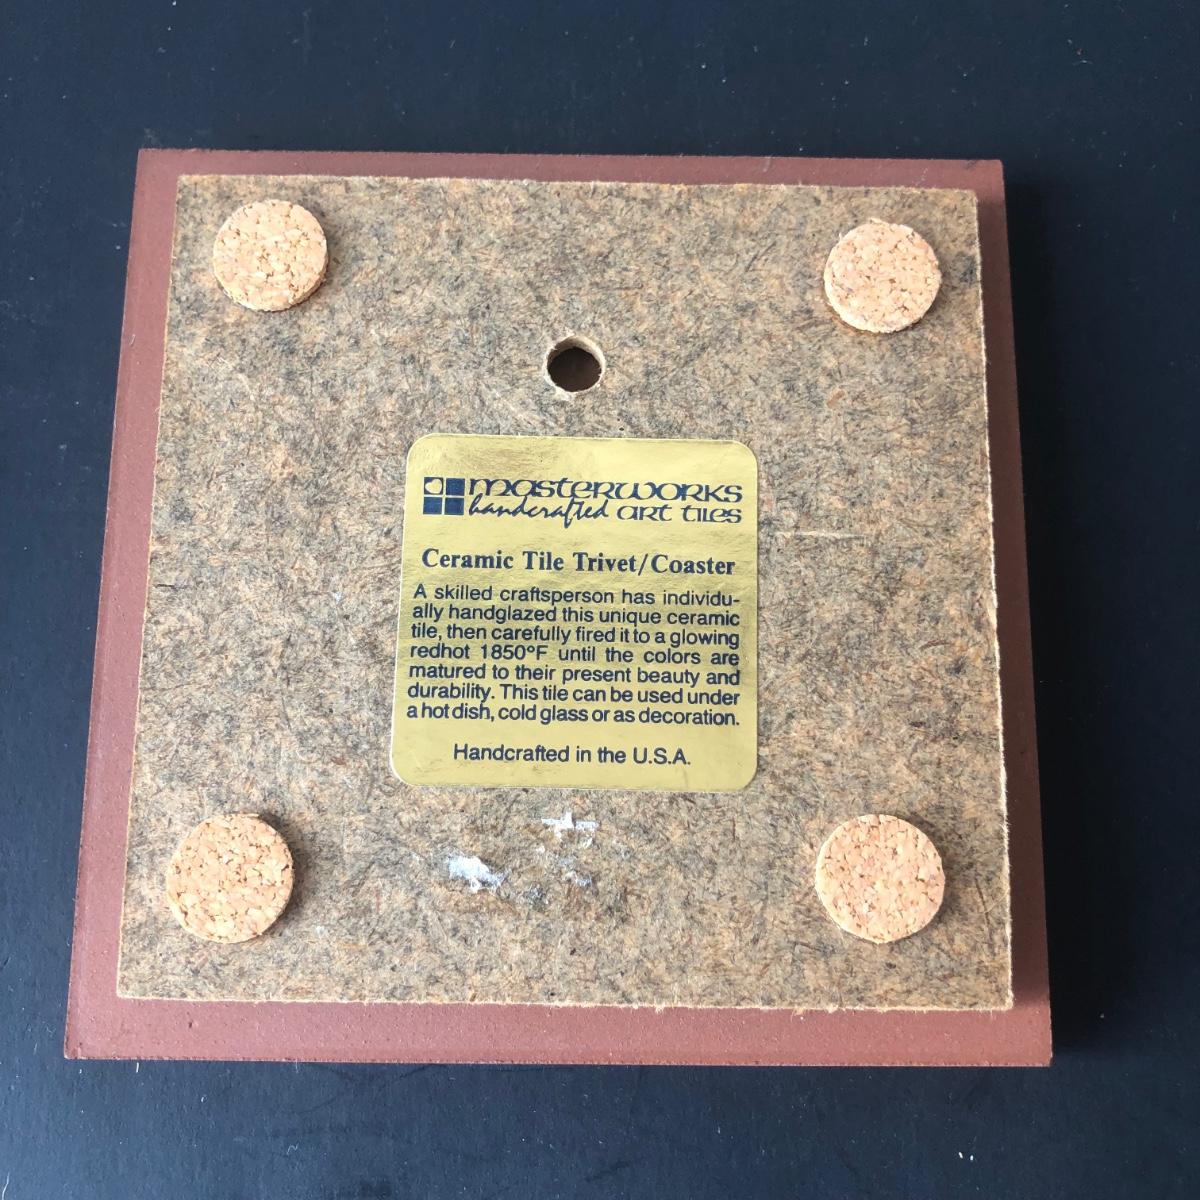 masterworks
handcrafted art tiles
Ceramic Tile Trivet/Coaster
A skilled craftsperson has individu-
ally handglazed this unique ceramic
tile, then carefully fired it to a glowing
redhot 1850°F until the colors are
matured to their present beauty and
durability. This tile can be used under
a hot dish, cold glass or as decoration.
Handcrafted in the U.S.A.